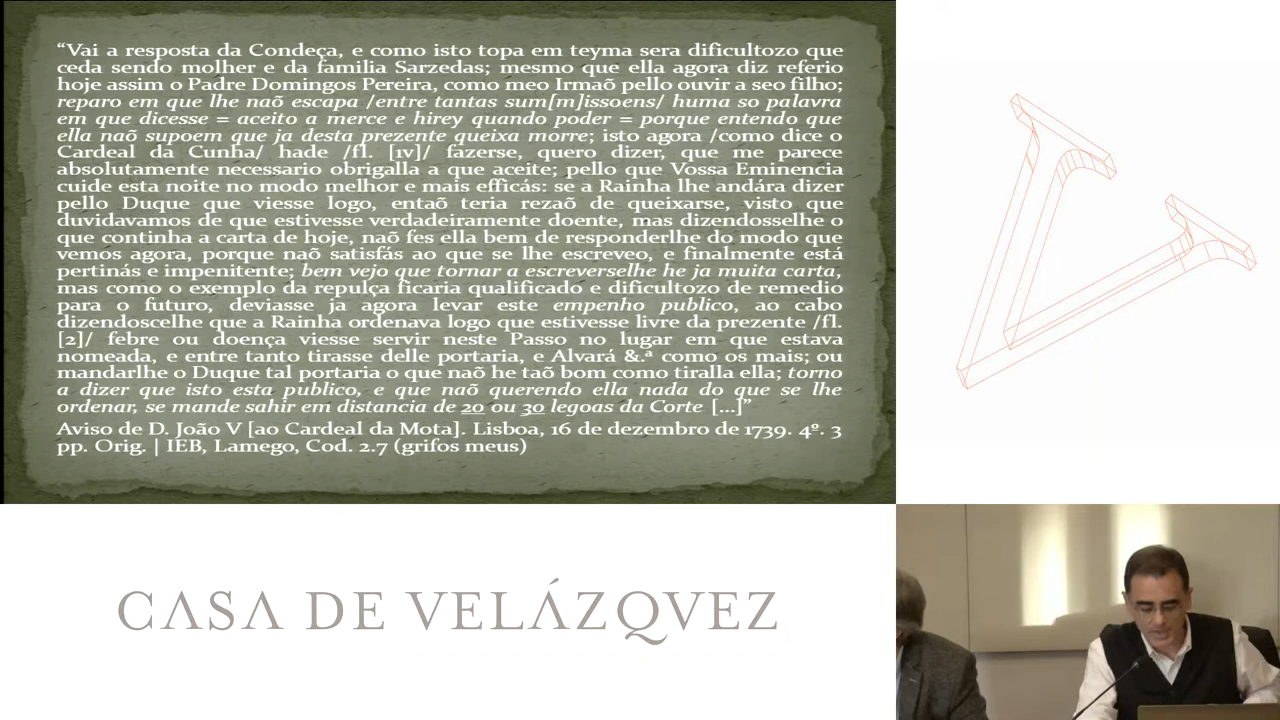 “Vai a resposta da Condeça, e como isto topa em teyma sera dificultozo que
ceda sendo molher e da familia Sarzedas; mesmo que ella agora diz referio
hoje assim o Padre Domingos Pereira, como meo Irmaõ pello ouvir a seo filho;
reparo em que lhe naõ escapa /entre tantas sum[m]issoens/ huma so palavra
em que dicesse = aceito a merce e hirey quando poder = porque entendo que
ella naõ supoem que ja desta prezente queixa morre; isto agora /como dice o
Cardeal da Cunha/ hade /fl. [1v]/ fazerse, quero dizer, que me parece
absolutamente necessario obrigalla a que aceite; pello que Vossa Eminencia
cuide esta noite no modo melhor e mais efficás: se a Rainha lhe andára dizer
pello Duque que viesse logo, entaõ teria rezaõ de queixarse, visto que
duvidavamos de que estivesse verdadeiramente doente, mas dizendosselhe o
que continha a carta de hoje, naõ fes ella bem de responderlhe do modo que
vemos agora, porque naõ satisfás ao que se lhe escreveo, e finalmente está
pertinás e impenitente; bem vejo que tornar a escreverselhe he ja muita carta,
mas como o exemplo da repulça ficaria qualificado e dificultozo de remedio
para o futuro, deviasse ja agora levar este empenho publico, ao cabo
dizendoscelhe que a Rainha ordenava logo que estivesse livre da prezente /fl.
[2]/ febre ou doença viesse servir neste Passo no lugar em que estava
nomeada, e entre tanto tirasse delle portaria, e Alvará &.ª como os mais; ou
mandarlhe o Duque tal portaria o que naõ he taõ bom como tiralla ella; torno
a dizer que isto esta publico, e que naõ querendo ella nada do que se lhe
ordenar, se mande sahir em distancia de 20 ou 30 legoas da Corte [...]”
Aviso de D. João V [ao Cardeal da Mota]. Lisboa, 16 de dezembro de 1739. 4º. 3
pp. Orig. | IEB, Lamego, Cod. 2.7 (grifos meus)
CASA DE VELÁZQVEZ